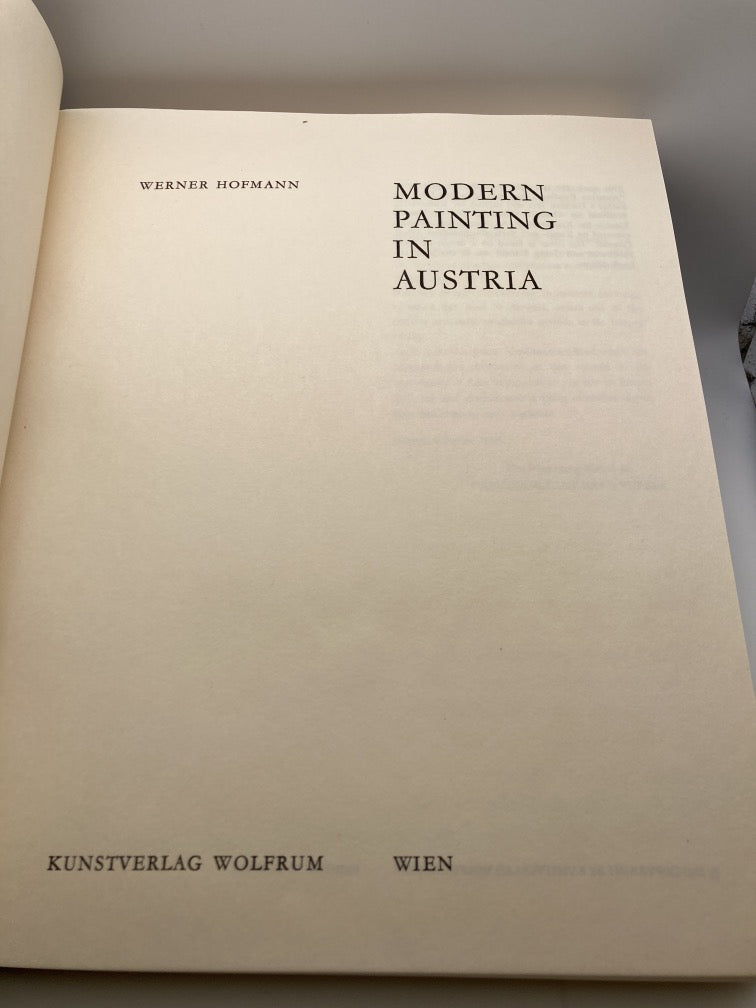 WERNER HOFMANN
MODERN
PAINTING
IN
AUSTRIA
KUNSTVERLAG WOLFRUM
WIEN